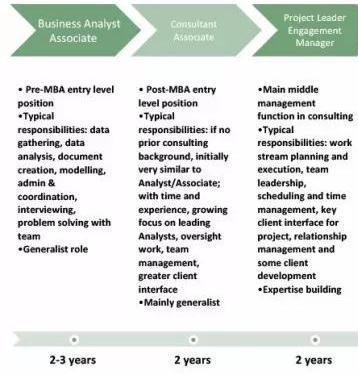 Business Analyst
Associate
Consultant
Associate
Project Leader
Engagement
Manager
• Pre-MBA entry level
position
•Typical
responsibilities: data
gathering, data
analysis, document
creation, modelling,
admin &
coordination,
interviewing,
problem solving with
team
•Generalist role
• Post-MBA entry
level position
•Typical
responsibilities: if no
prior consulting
background, initially
very similar to
Analyst/Associate;
with time and
experience, growing
focus on leading
Analysts, oversight
work, team
management,
greater client
interface
•Mainly generalist
•Main middle
management
function in consulting
•Typical
responsibilities: work
stream planning and
execution, team
leadership,
scheduling and time
management, key
client interface for
project, relationship
management and
some client
development
•Expertise building
2-3 years
2 years
2 years